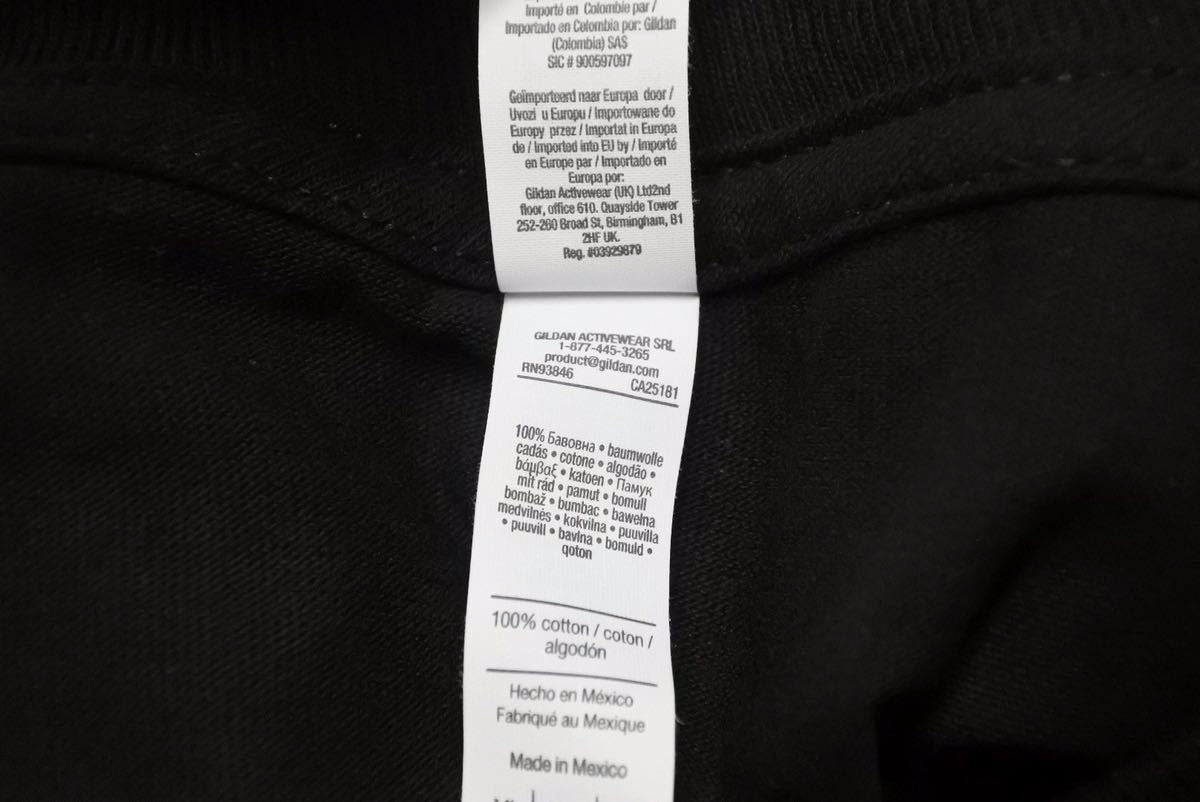 Importé en Colombie par /
Importado en Colombia por: Gildan
(Colombia) SAS
SIC # 900597097
Geïmporteerd naar Europa door /
Uvozi u Europu / Importowane do
Europy przez / Importat in Europa
de / Imported into EU by / Importé
en Europe par / Importado en
Europa por:
Gildan Activewear (UK) Ltd2nd
floor, office 610. Quayside Tower
252-260 Broad St, Birmingham, B1
2HF UK.
Reg. #03929879
GILDAN ACTIVEWEAR SRL
1-877-445-3265
product@gildan.com
RN93846 CA25181
100% Бавовна • baumwolle
cadás • cotone • algodão •
βάμβαξ • katoen • Памук
mit rád • pamut • bomull
bombaž • bumbac • bawełna
medvilnės • kokvilna • puuvilla
• puuvill • bavlna • bomuld •
qoton
100% cotton / coton /
algodón
Hecho en México
Fabriqué au Mexique
Made in Mexico